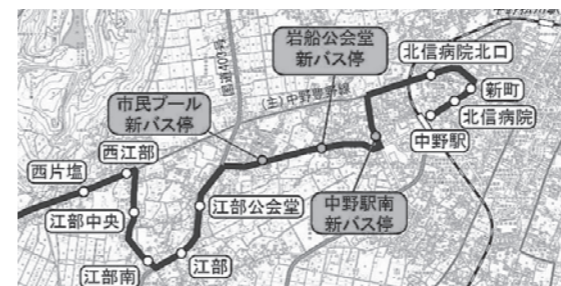 岩船公会堂
新バス停
北信病院北口
新町
北信病院
中野駅
(主)中野豊野線
市民プール
新バス停
西江部
西片塩
江部中央
江部公会堂
中野駅南
新バス停
江部南
江部